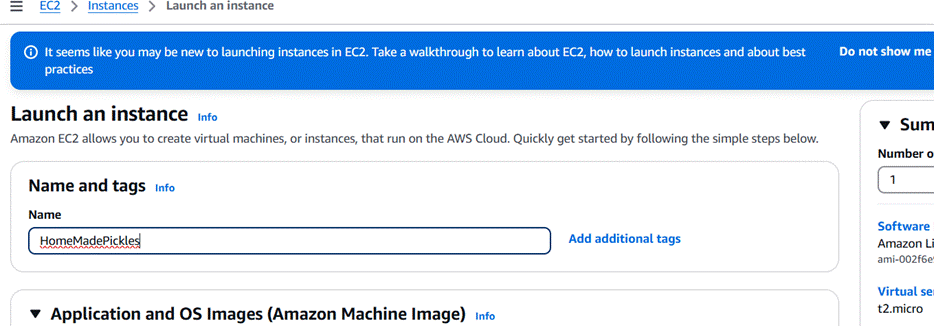 EC2 > Instances > Launch an instance
It seems like you may be new to launching instances in EC2. Take a walkthrough to learn about EC2, how to launch instances and about best
practices
Do not show me
Launch an instance Info
Amazon EC2 allows you to create virtual machines, or instances, that run on the AWS Cloud. Quickly get started by following the simple steps below.
Name and tags Info
Name
HomeMadePickles
Add additional tags
Application and OS Images (Amazon Machine Image) Info
Sum
Number o
1
Software
Amazon Li
ami-002f6e
Virtual se
t2.micro